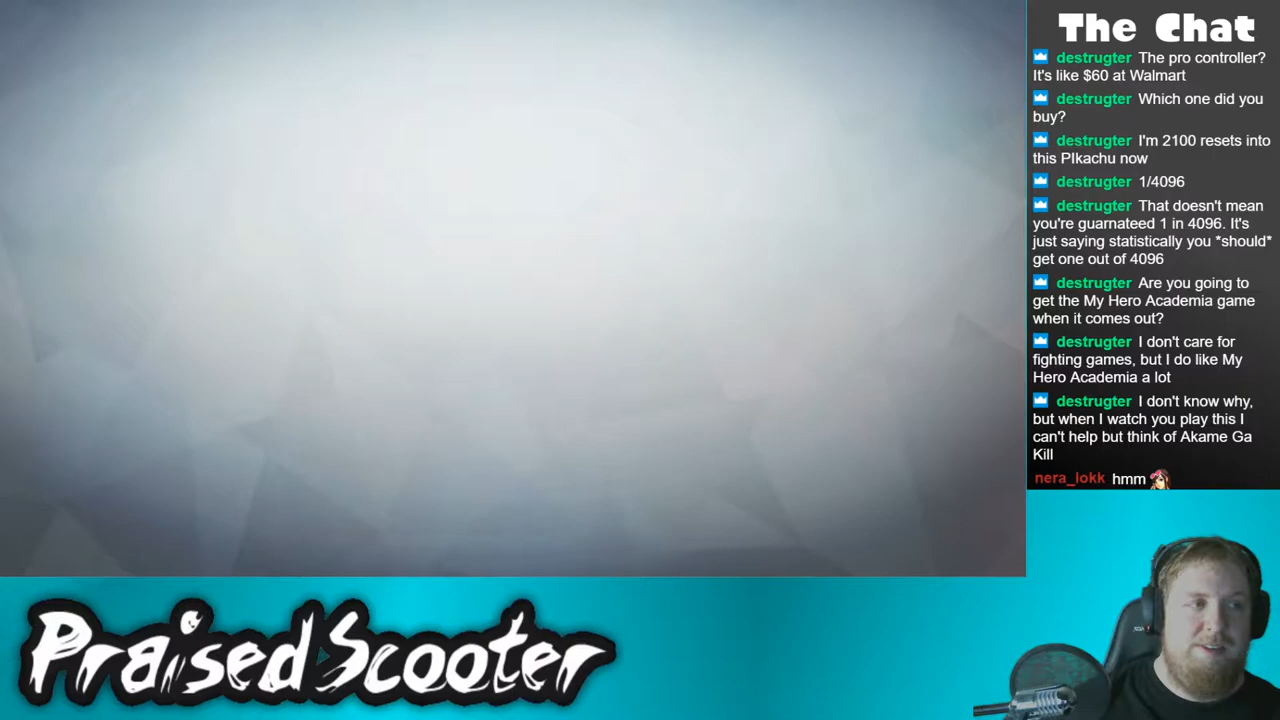 The Chat
destrugter The pro controller?
It's like $60 at Walmart
destrugter Which one did you
buy?
destrugter I'm 2100 resets into
this PIkachu now
destrugter 1/4096
destrugter That doesn't mean
you're guarnateed 1 in 4096. It's
just saying statistically you *should*
get one out of 4096
destrugter Are you going to
get the My Hero Academia game
when it comes out?
destrugter I don't care for
fighting games, but I do like My
Hero Academia a lot
destrugter I don't know why,
but when I watch you play this I
can't help but think of Akame Ga
Kill
nera_lokk hmm
PraisedScooter